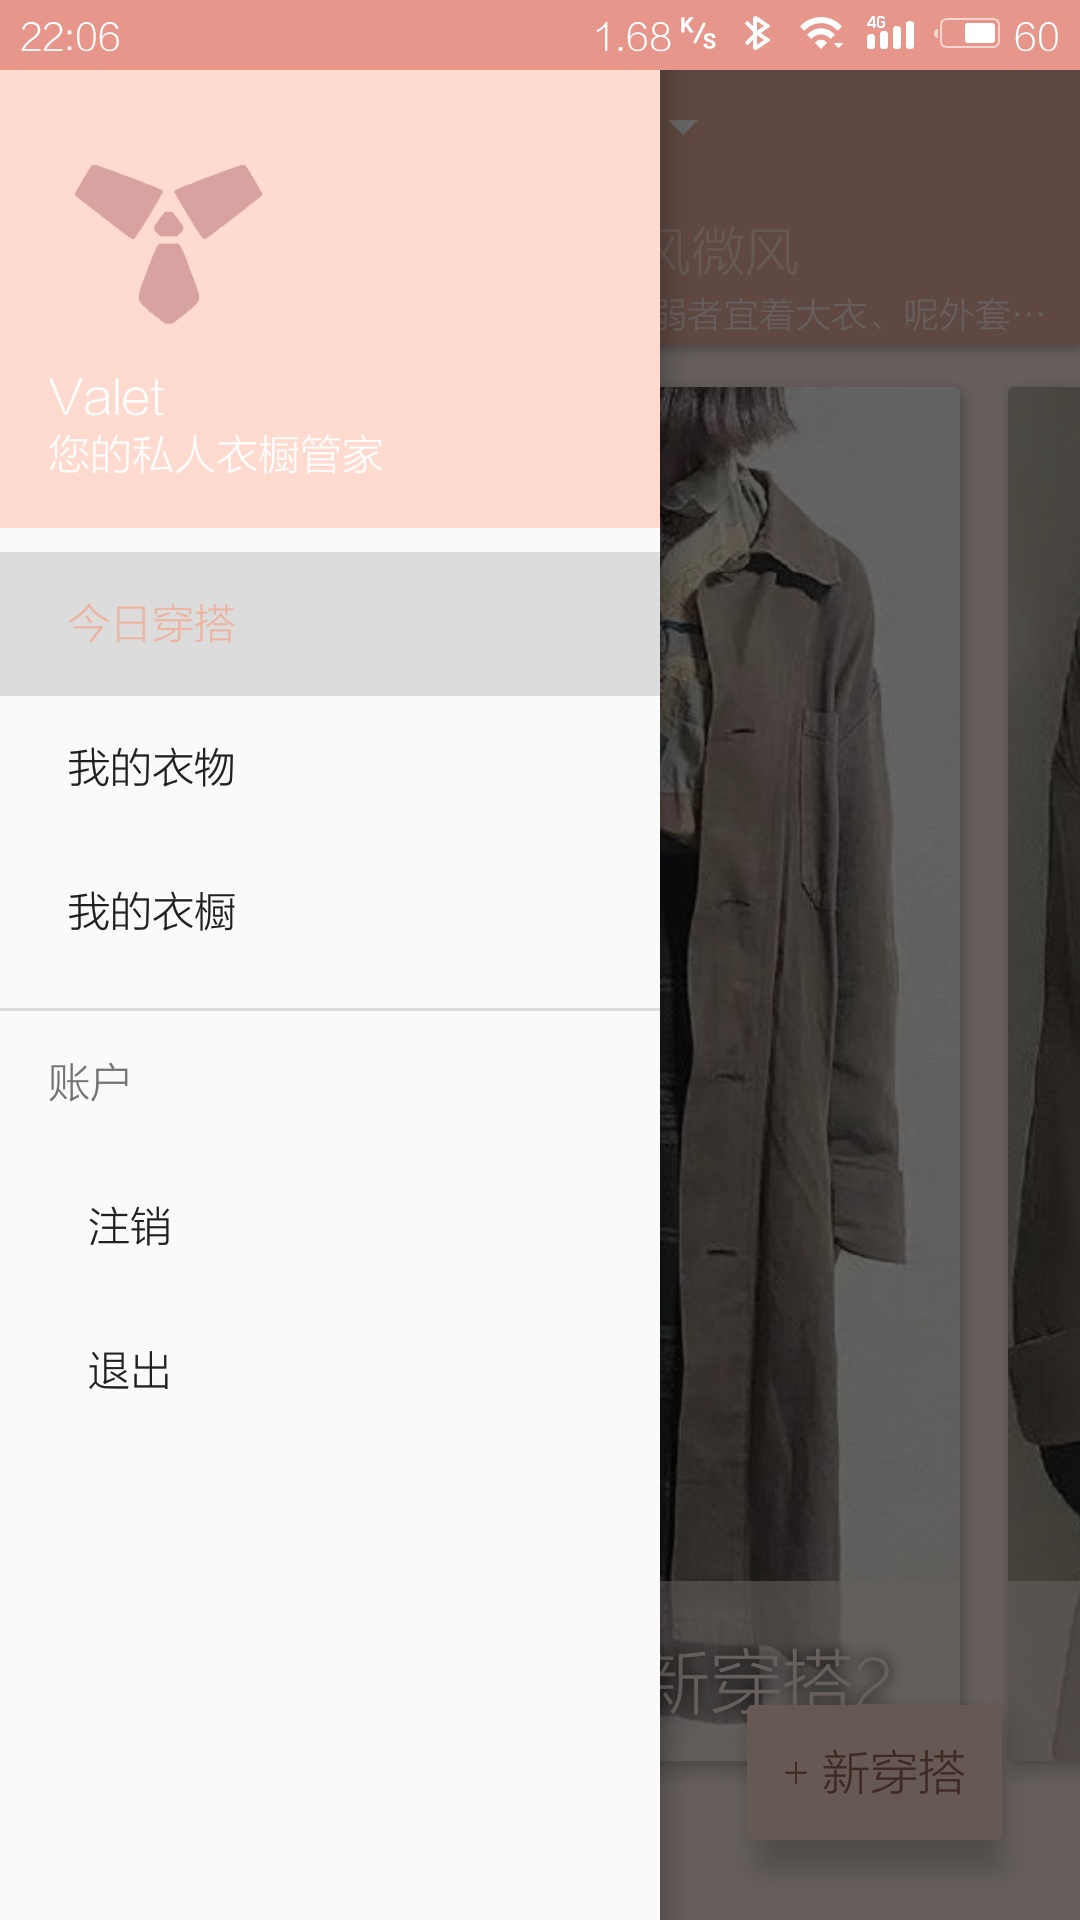 22:06 1.68 K/s 4G 60
风微风
弱者宜着大衣、呢外套…
Valet
您的私人衣橱管家
今日穿搭
我的衣物
我的衣橱
账户
注销
退出
新穿搭2
+ 新穿搭